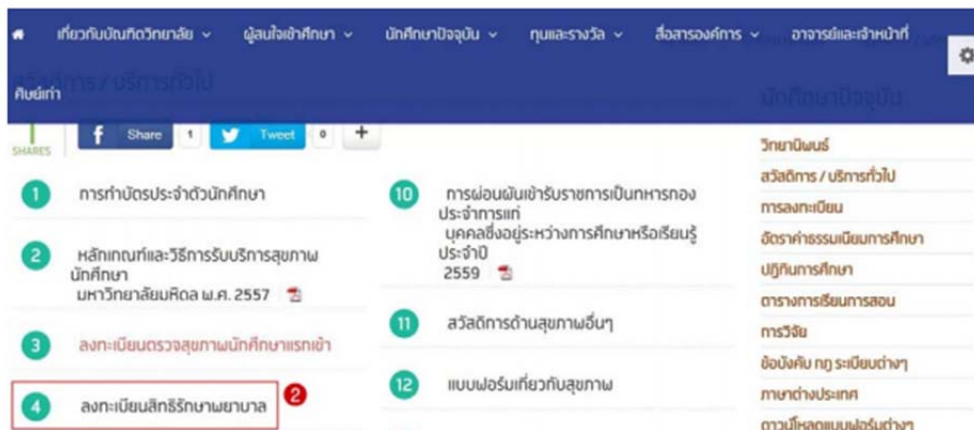 เกี่ยวกับบัณฑิตวิทยาลัย
ผู้สนใจเข้าศึกษา
นักศึกษาปัจจุบัน
ทุนและรางวัล
สื่อสารองค์การ
อาจารย์และเจ้าหน้าที่
ศิษย์เก่า
สวัสดิการ / บริการทั่วไป
นักศึกษาปัจจุบัน
1
SHARES
Share
1
Tweet
0
+
1 การทำบัตรประจำตัวนักศึกษา
2 หลักเกณฑ์และวิธีการรับบริการสุขภาพ
นักศึกษา
มหาวิทยาลัยมหิดล พ.ศ. 2557
3 ลงทะเบียนตรวจสุขภาพนักศึกษาแรกเข้า
4 ลงทะเบียนสิทธิรักษาพยาบาล
2
10 การผ่อนผันเข้ารับราชการเป็นทหารกอง
ประจำการแก่
บุคคลซึ่งอยู่ระหว่างการศึกษาหรือเรียนรู้
ประจำปี
2559
11 สวัสดิการด้านสุขภาพอื่นๆ
12 แบบฟอร์มเกี่ยวกับสุขภาพ
วิทยานิพนธ์
สวัสดิการ / บริการทั่วไป
การลงทะเบียน
อัตราค่าธรรมเนียมการศึกษา
ปฏิทินการศึกษา
ตารางการเรียนการสอน
การวิจัย
ข้อบังคับ กฎ ระเบียบต่างๆ
ภาษาต่างประเทศ
ดาวน์โหลดแบบฟอร์มต่างๆ